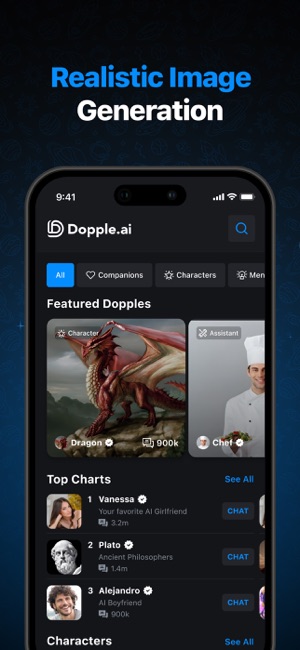 Realistic Image
Generation
9:41
Dopple.ai
All
Companions
Characters
Men
Featured Dopples
Character
Assistant
Dragon
900k
Chef
Top Charts
See All
1 Vanessa
Your favorite AI Girlfriend
3.2m
CHAT
2 Plato
Ancient Philosophers
1.4m
CHAT
3 Alejandro
AI Boyfriend
900k
CHAT
Characters
See All